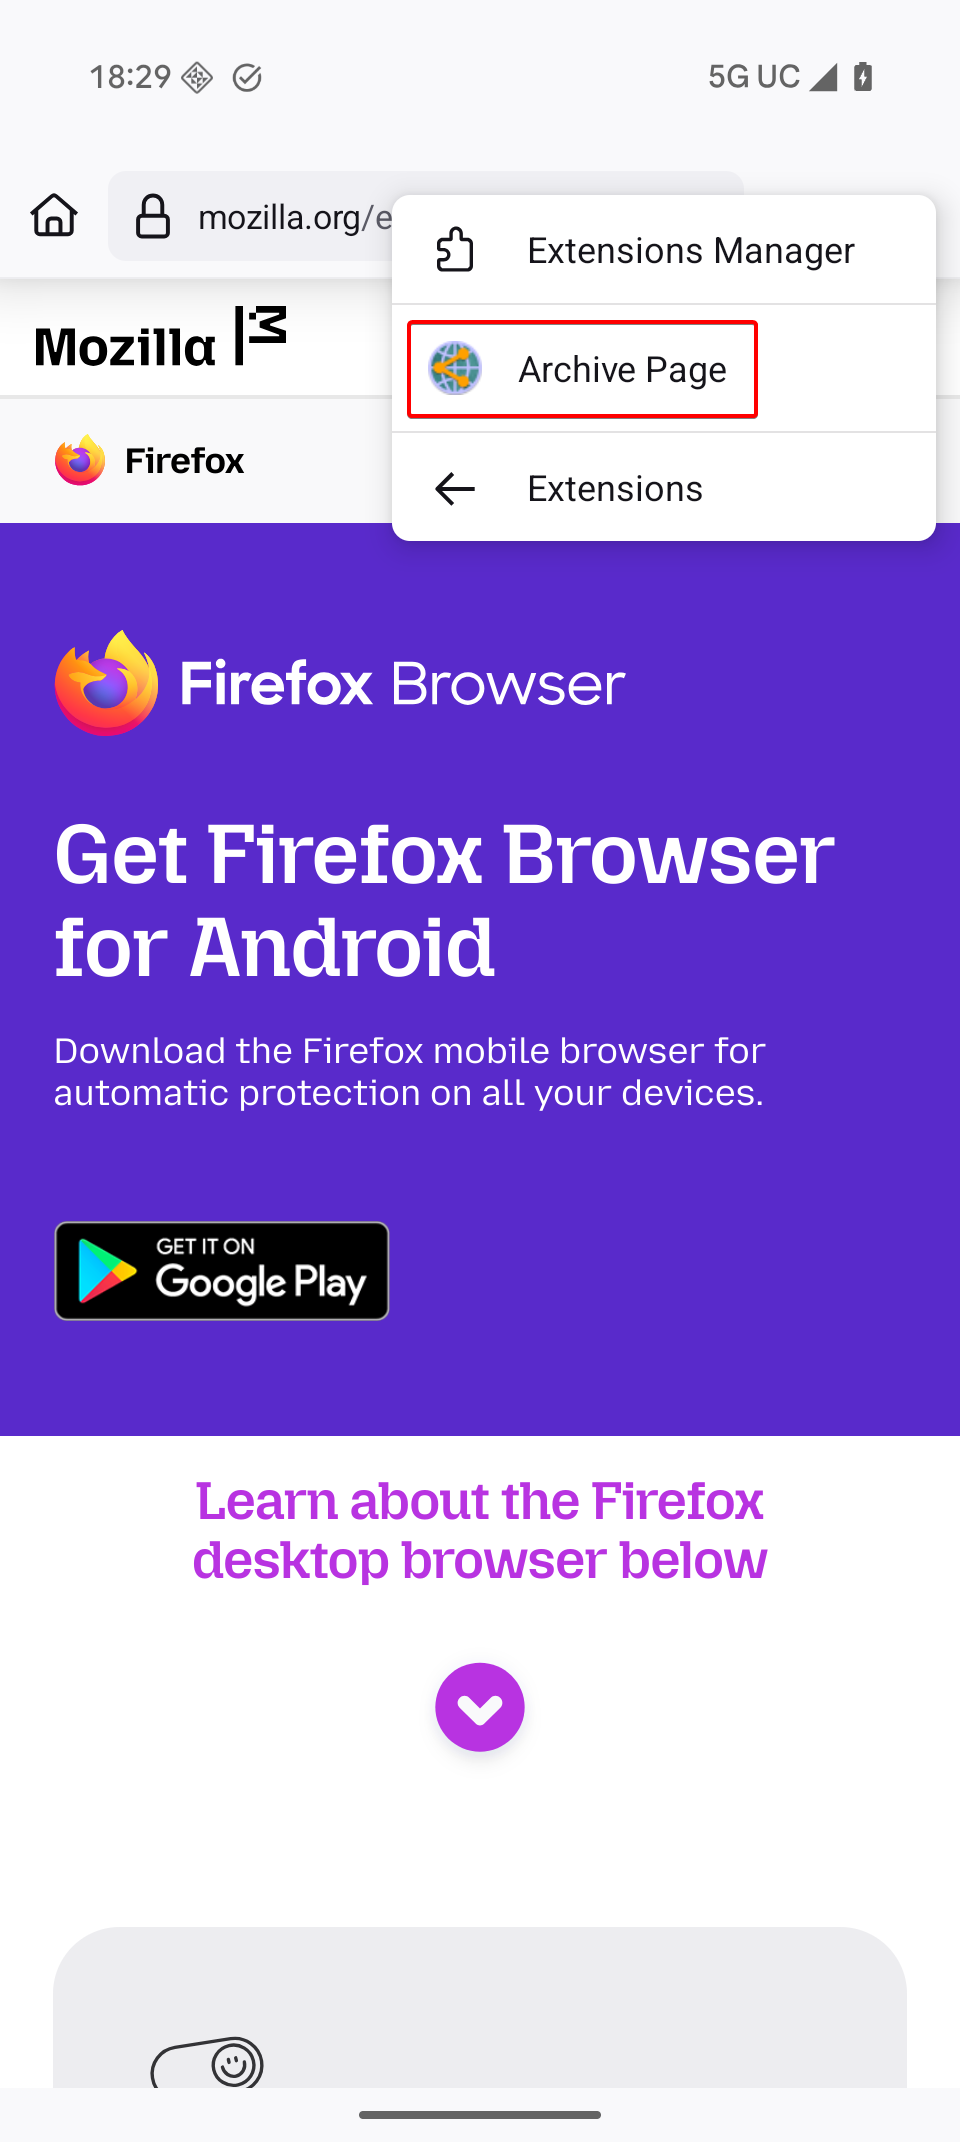 18:29
5G UC
mozilla.org/e
Extensions Manager
Archive Page
Extensions
Mozilla
Firefox
Firefox Browser
Get Firefox Browser
for Android
Download the Firefox mobile browser for
automatic protection on all your devices.
GET IT ON
Google Play
Learn about the Firefox
desktop browser below